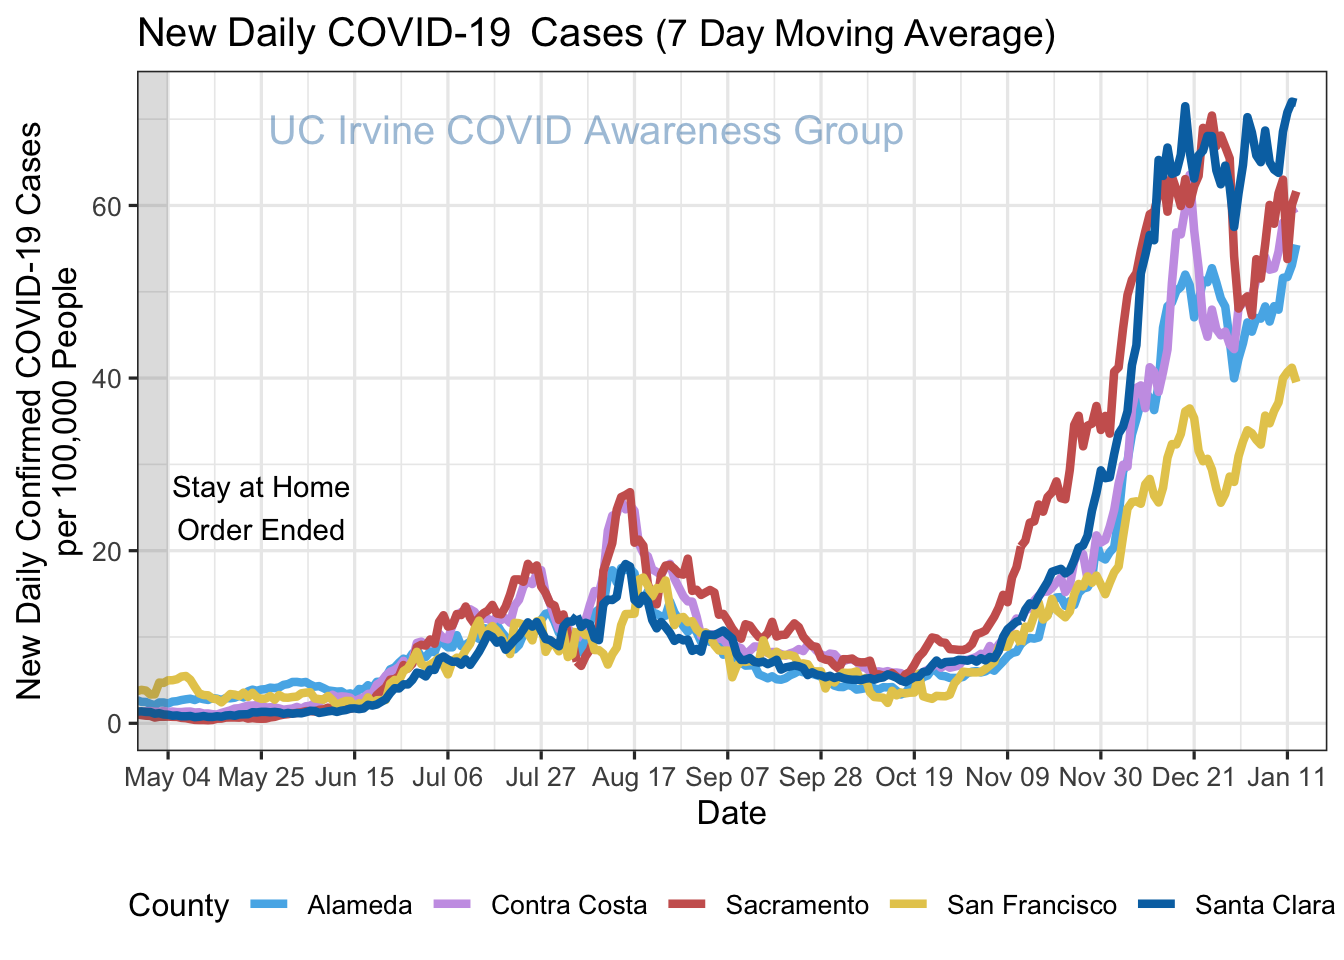 New Daily COVID-19  Cases (7 Day Moving Average)
UC Irvine COVID Awareness Group
New Daily Confirmed COVID-19 Cases
per 100,000 People
60
40
20
0
Stay at Home
Order Ended
May 04 May 25 Jun 15 Jul 06 Jul 27 Aug 17 Sep 07 Sep 28 Oct 19 Nov 09 Nov 30 Dec 21 Jan 11
Date
County Alameda Contra Costa Sacramento San Francisco Santa Clara